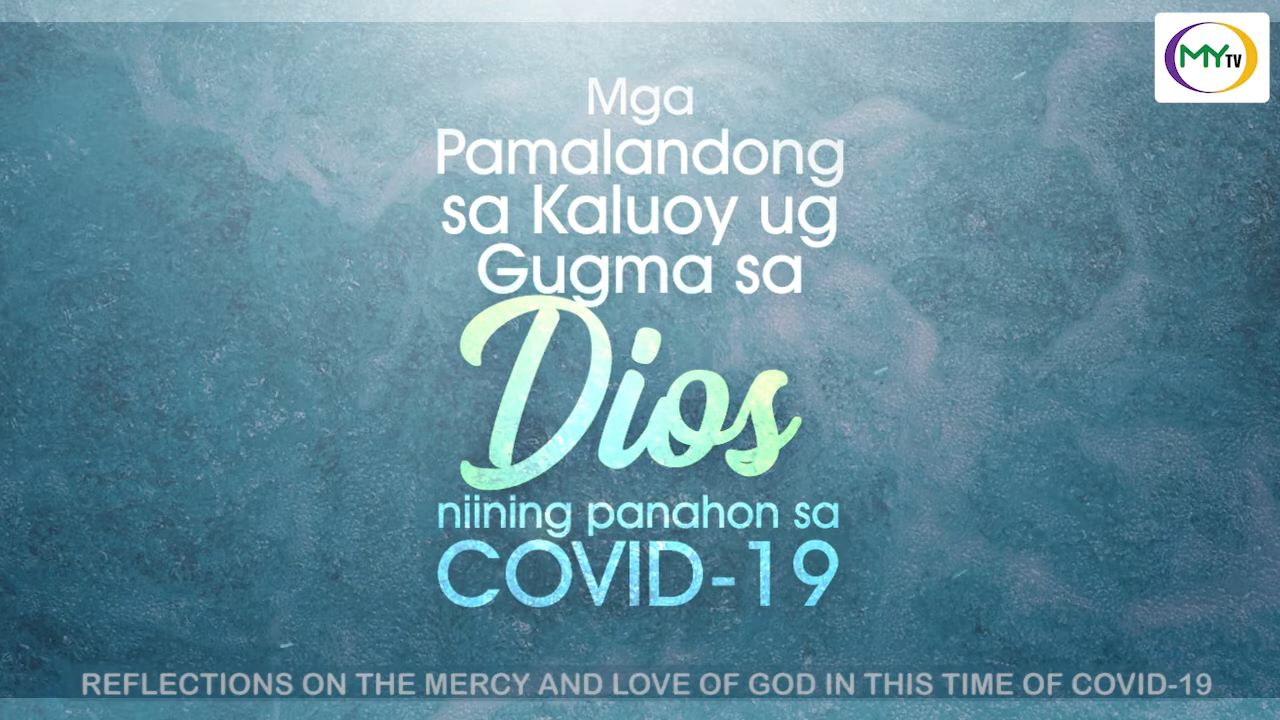 MYTV
Mga
Pamalandong
sa Kaluoy ug
Gugma sa
Dios
niining panahon sa
COVID-19
REFLECTIONS ON THE MERCY AND LOVE OF GOD IN THIS TIME OF COVID-19